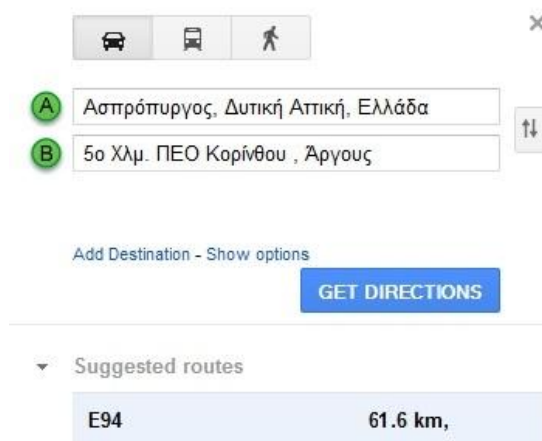 A Ασπρόπυργος, Δυτική Αττική, Ελλάδα
B 5ο Χλμ. ΠΕΟ Κορίνθου , Άργους
Add Destination - Show options
GET DIRECTIONS
Suggested routes
E94 61.6 km,